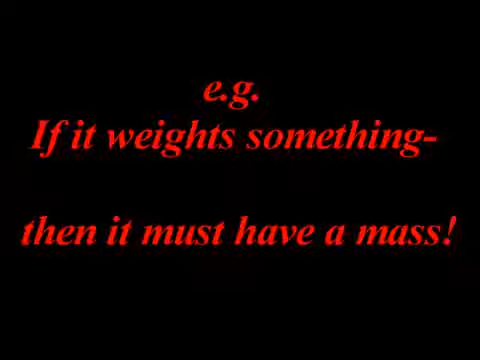 e.g.
If it weights something-
then it must have a mass!